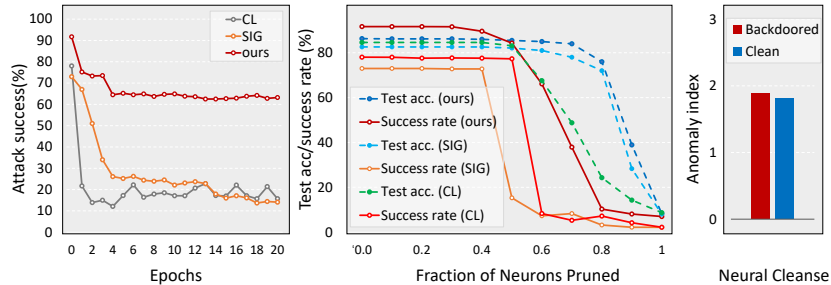 100
90
80
70
60
50
40
30
20
10
0
Attack success(%)
CL
SIG
ours
0 2 4 6 8 10 12 14 16 18 20
Epochs
80
60
40
20
0
Test acc/success rate (%)
Test acc. (ours)
Success rate (ours)
Test acc. (SIG)
Success rate (SIG)
Test acc. (CL)
Success rate (CL)
0.0 0.2 0.3 0.4 0.6 0.8 1
Fraction of Neurons Pruned
3
2
1
0
Anomaly index
Backdoored
Clean
Neural Cleanse